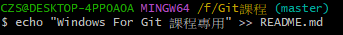 CZS@DESKTOP-4PPOAOA MINGW64 /f/Git課程 (master)
$ echo "Windows For Git 課程專用" >> README.md